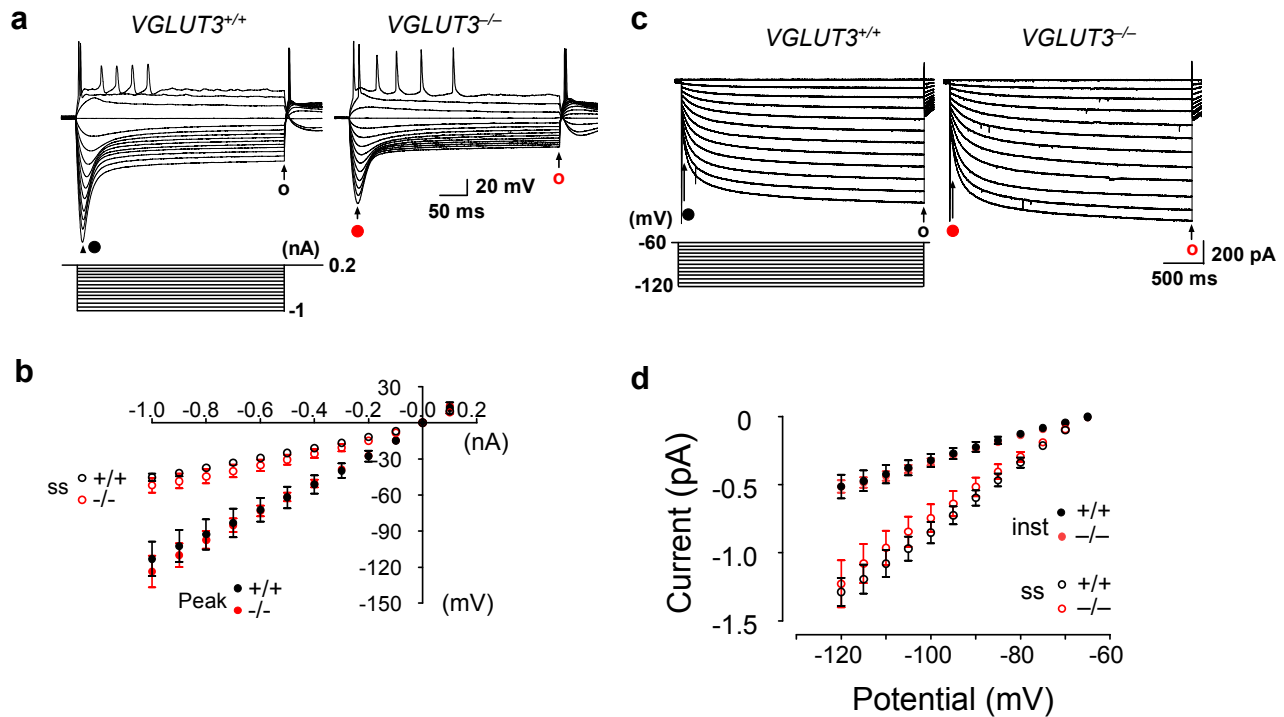 a
VGLUT3+/+
VGLUT3–/–
20 mV
50 ms
(nA)
0.2
-1
c
VGLUT3+/+
VGLUT3–/–
(mV)
-60
-120
200 pA
500 ms
b
30
-1.0 -0.8 -0.6 -0.4 -0.2 -0.0 0.2
(nA)
-30
-60
-90
-120
-150
(mV)
ss
+/+
-/-
Peak
+/+
-/-
d
0
-0.5
-1.0
-1.5
Current (pA)
inst
+/+
–/–
ss
+/+
–/–
-120 -100 -80 -60
Potential (mV)